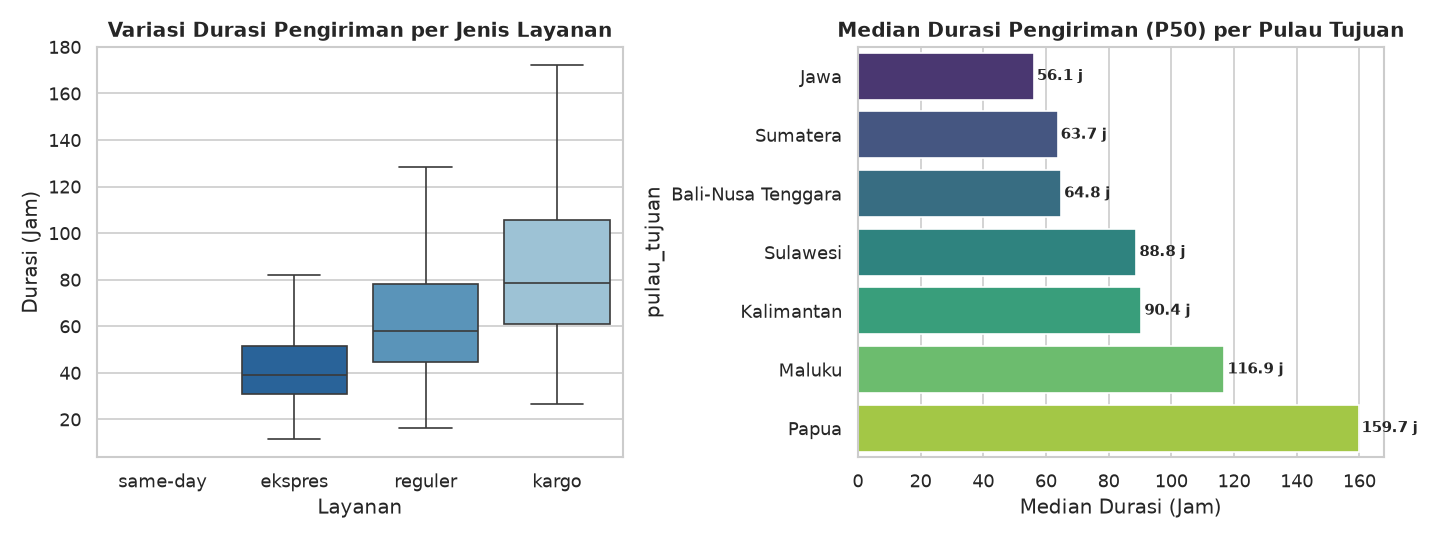 Variasi Durasi Pengiriman per Jenis Layanan
Durasi (Jam)
180
160
140
120
100
80
60
40
20
same-day
ekspres
reguler
kargo
Layanan
Median Durasi Pengiriman (P50) per Pulau Tujuan
pulau_tujuan
Jawa
56.1 j
Sumatera
63.7 j
Bali-Nusa Tenggara
64.8 j
Sulawesi
88.8 j
Kalimantan
90.4 j
Maluku
116.9 j
Papua
159.7 j
0
20
40
60
80
100
120
140
160
Median Durasi (Jam)